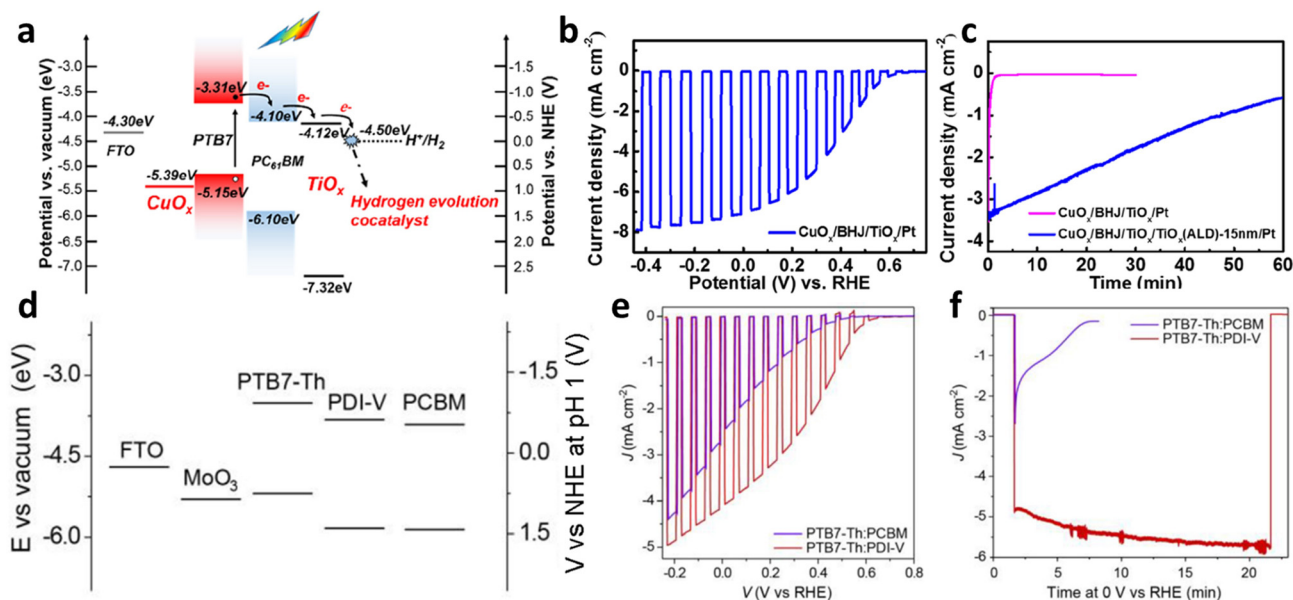 a
Potential vs. vacuum (eV)
-3.0
-3.5
-4.0
-4.5
-5.0
-5.5
-6.0
-6.5
-7.0
-4.30eV
FTO
-5.39eV
CuOx
-3.31eV
PTB7
-5.15eV
e-
e-
e-
-4.10eV
PC61BM
-6.10eV
-4.12eV
-4.50eV
H+/H2
TiOx
Hydrogen evolution
cocatalyst
-7.32eV
-1.5
-1.0
-0.5
0.0
0.5
1.0
1.5
2.0
2.5
Potential vs. NHE (V)
b
Current density (mA cm-2)
0
-2
-4
-6
-8
CuOx/BHJ/TiOx/Pt
-0.4
-0.2
0.0
0.2
0.4
0.6
Potential (V) vs. RHE
c
Current density (mA cm-2)
0
-1
-2
-3
-4
CuOx/BHJ/TiOx/Pt
CuOx/BHJ/TiOx/TiOx(ALD)-15nm/Pt
0
10
20
30
40
50
60
Time (min)
d
E vs vacuum (eV)
-3.0
-4.5
-6.0
FTO
MoO3
PTB7-Th
PDI-V
PCBM
-1.5
0.0
1.5
V vs NHE at pH 1 (V)
e
J (mA cm-2)
0
-1
-2
-3
-4
-5
PTB7-Th:PCBM
PTB7-Th:PDI-V
-0.2
0.0
0.2
0.4
0.6
0.8
V (V vs RHE)
f
J (mA cm-2)
0
-1
-2
-3
-4
-5
-6
PTB7-Th:PCBM
PTB7-Th:PDI-V
0
5
10
15
20
Time at 0 V vs RHE (min)